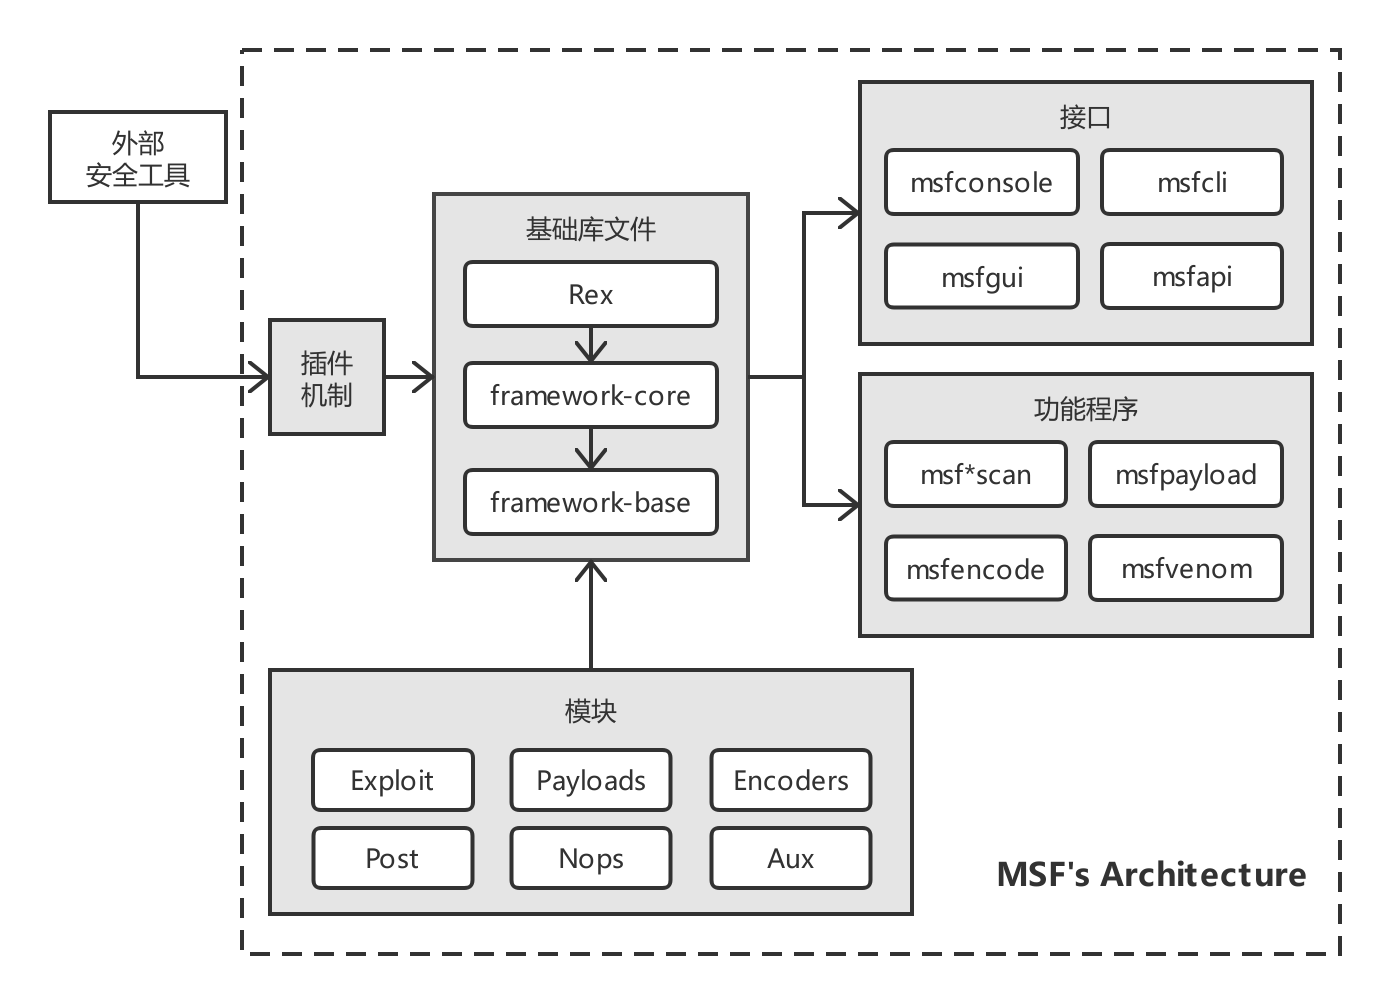 外部
安全工具
插件
机制
基础库文件
Rex
framework-core
framework-base
接口
msfconsole
msfcli
msfgui
msfapi
功能程序
msf*scan
msfpayload
msfencode
msfvenom
模块
Exploit
Payloads
Encoders
Post
Nops
Aux
MSF's Architecture